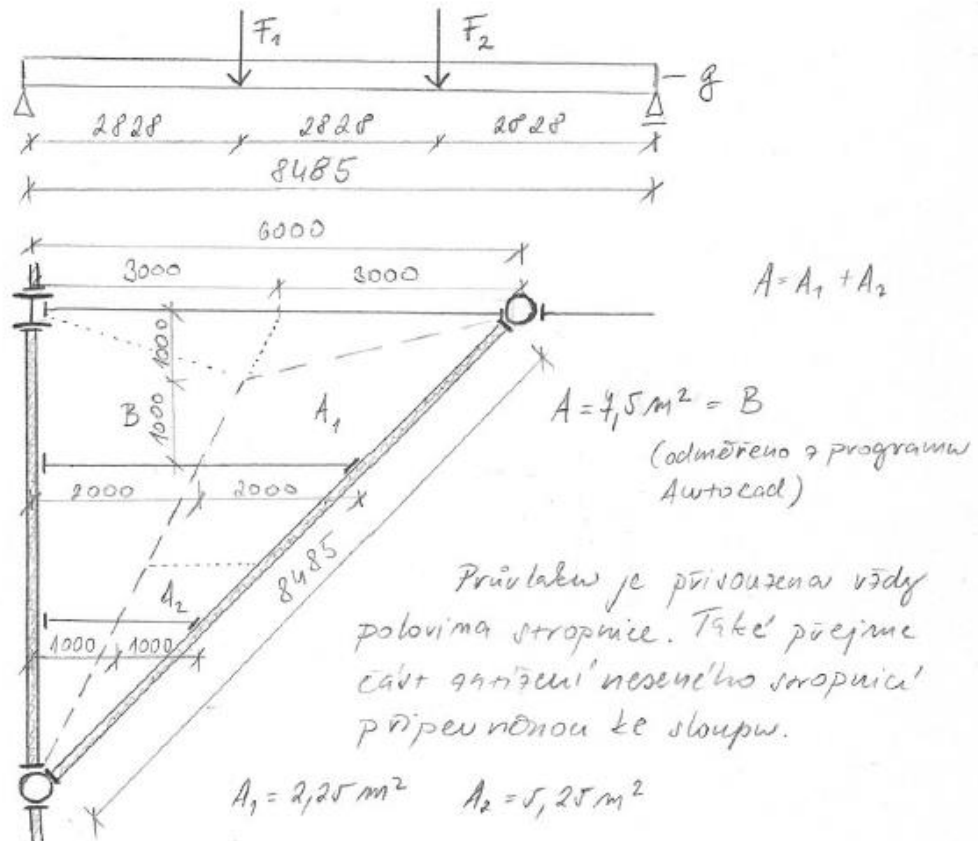 F₁
F₂
g
2828 2828 2828
8485
6000
3000 3000
A = A₁ + A₂
1000
B
A₁
1000
A = 7,5 m² = B
(odměřeno z programu
Autocad)
2000 2000
8485
A₂
Průvlaku je přisouzena vždy
polovina stropnice. Také přejme
část zatížení neseného stropnicí
připevněnou ke sloupu.
1000 1000
A₁ = 2,25 m² A₂ = 5,25 m²